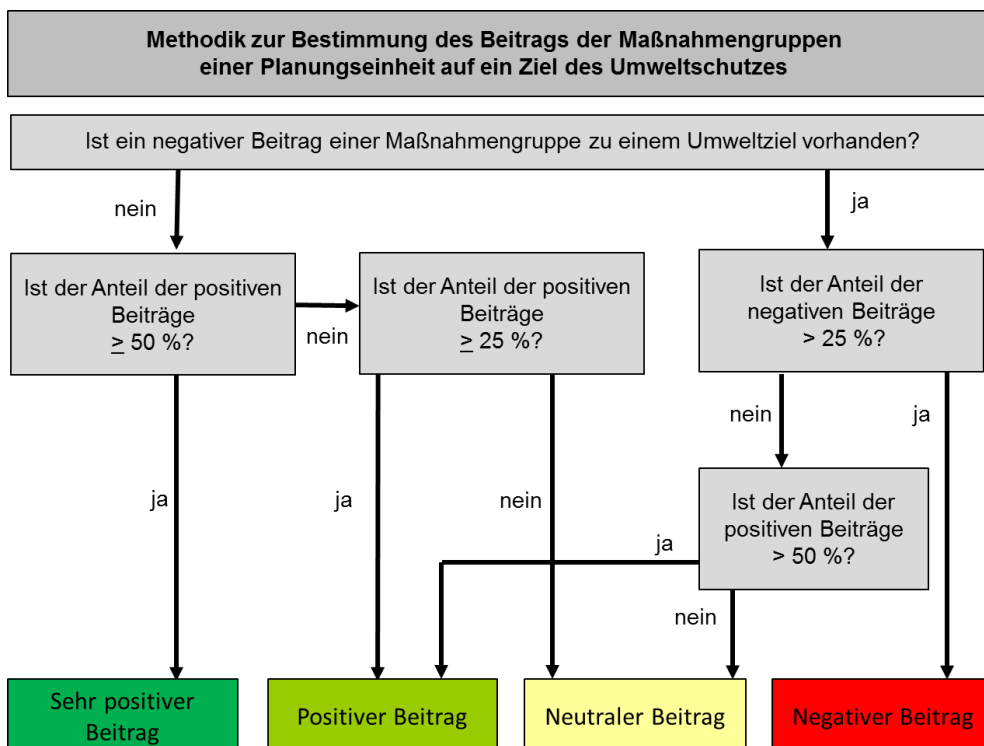 Methodik zur Bestimmung des Beitrags der Maßnahmengruppen
einer Planungseinheit auf ein Ziel des Umweltschutzes
Ist ein negativer Beitrag einer Maßnahmengruppe zu einem Umweltziel vorhanden?
nein
ja
Ist der Anteil der positiven
Beiträge
≥ 50 %?
nein
Ist der Anteil der positiven
Beiträge
≥ 25 %?
Ist der Anteil der
negativen Beiträge
> 25 %?
nein
ja
ja
ja
nein
Ist der Anteil der
positiven Beiträge
> 50 %?
ja
nein
Sehr positiver
Beitrag
Positiver Beitrag
Neutraler Beitrag
Negativer Beitrag